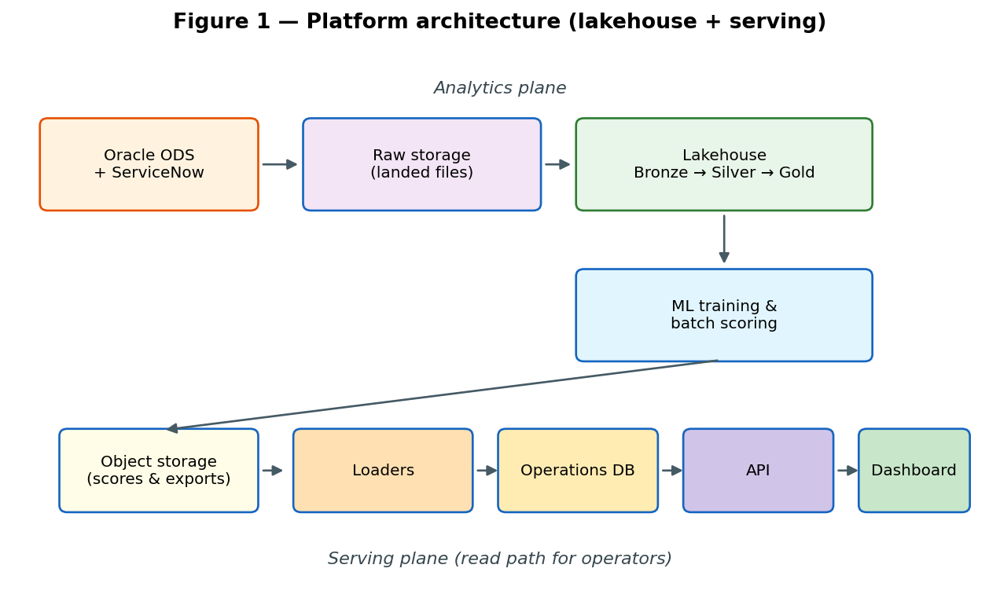 Figure 1 — Platform architecture (lakehouse + serving)
Analytics plane
Oracle ODS
+ ServiceNow
Raw storage
(landed files)
Lakehouse
Bronze → Silver → Gold
ML training &
batch scoring
Object storage
(scores & exports)
Loaders
Operations DB
API
Dashboard
Serving plane (read path for operators)